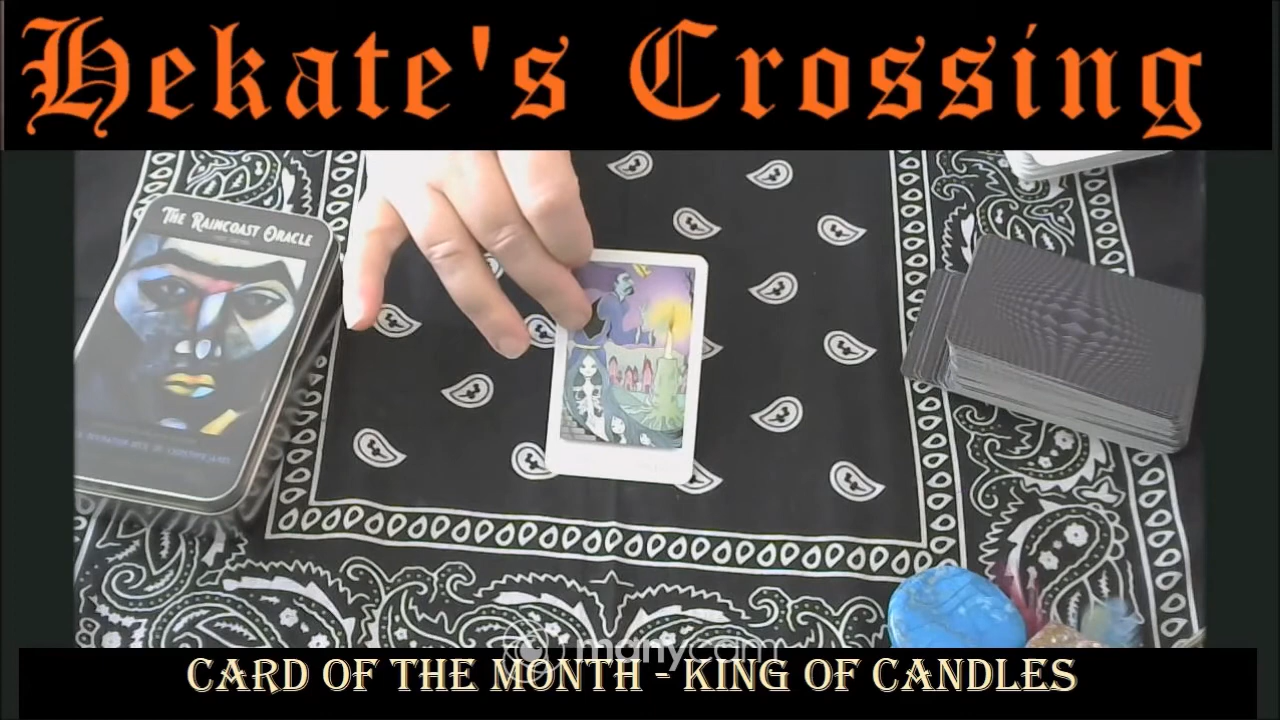 Hekate's Crossing
The Raincoast Oracle
manycam
CARD OF THE MONTH - KING OF CANDLES